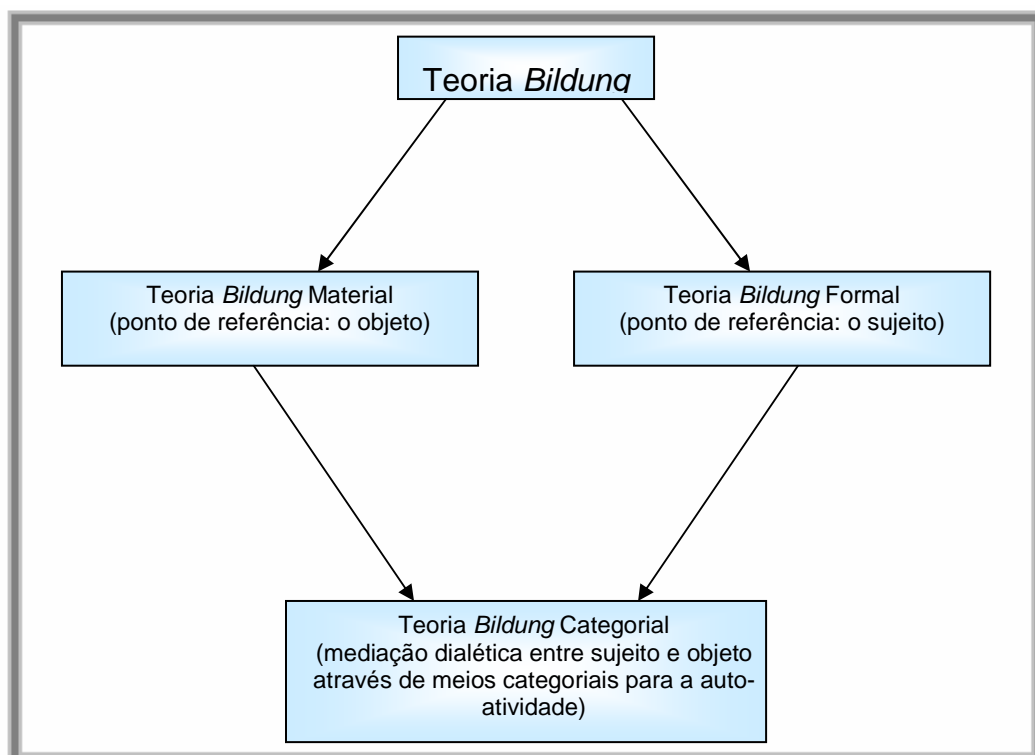 Teoria Bildung
Teoria Bildung Material
(ponto de referência: o objeto)
Teoria Bildung Formal
(ponto de referência: o sujeito)
Teoria Bildung Categorial
(mediação dialética entre sujeito e objeto
através de meios categoriais para a auto-
atividade)